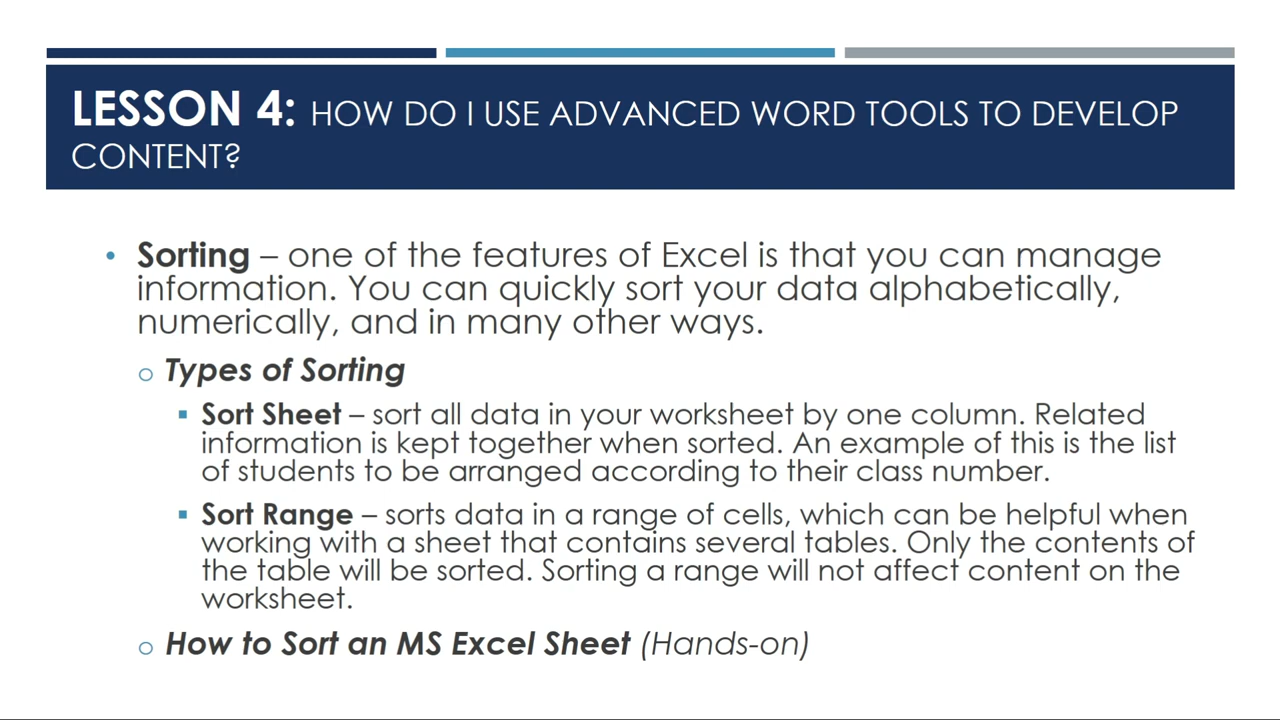 LESSON 4: HOW DO I USE ADVANCED WORD TOOLS TO DEVELOP
CONTENT?
• Sorting – one of the features of Excel is that you can manage
information. You can quickly sort your data alphabetically,
numerically, and in many other ways.
o Types of Sorting
▪ Sort Sheet – sort all data in your worksheet by one column. Related
information is kept together when sorted. An example of this is the list
of students to be arranged according to their class number.
▪ Sort Range – sorts data in a range of cells, which can be helpful when
working with a sheet that contains several tables. Only the contents of
the table will be sorted. Sorting a range will not affect content on the
worksheet.
o How to Sort an MS Excel Sheet (Hands-on)